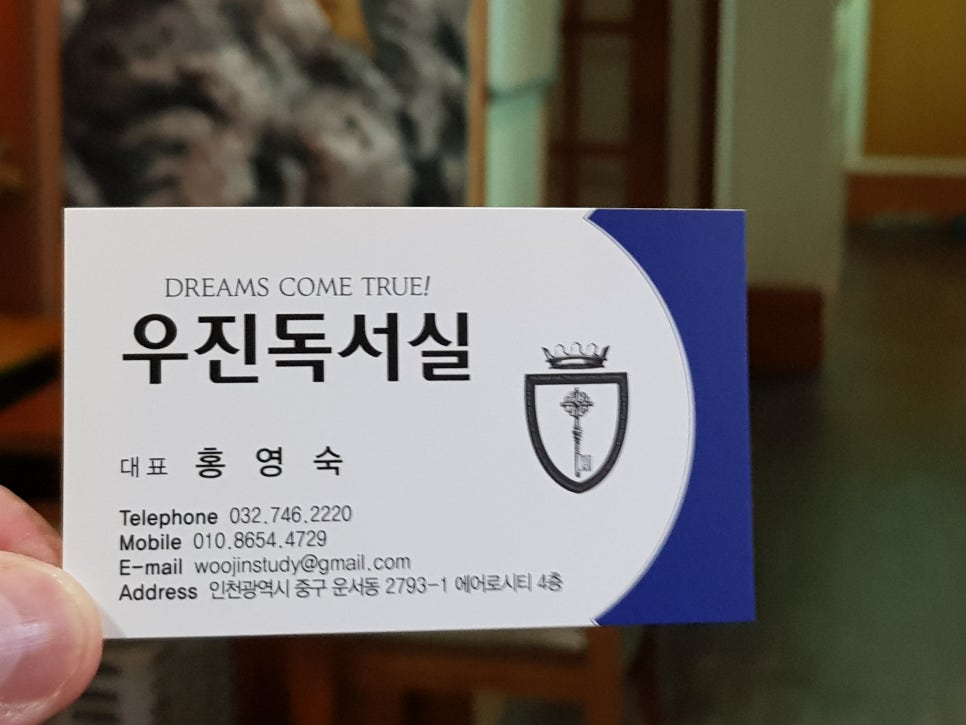 DREAMS COME TRUE!
우진독서실
대표 홍 영 숙
Telephone 032.746.2220
Mobile 010.8654.4729
E-mail woojinstudy@gmail.com
Address 인천광역시 중구 운서동 2793-1 에어로시티 4층